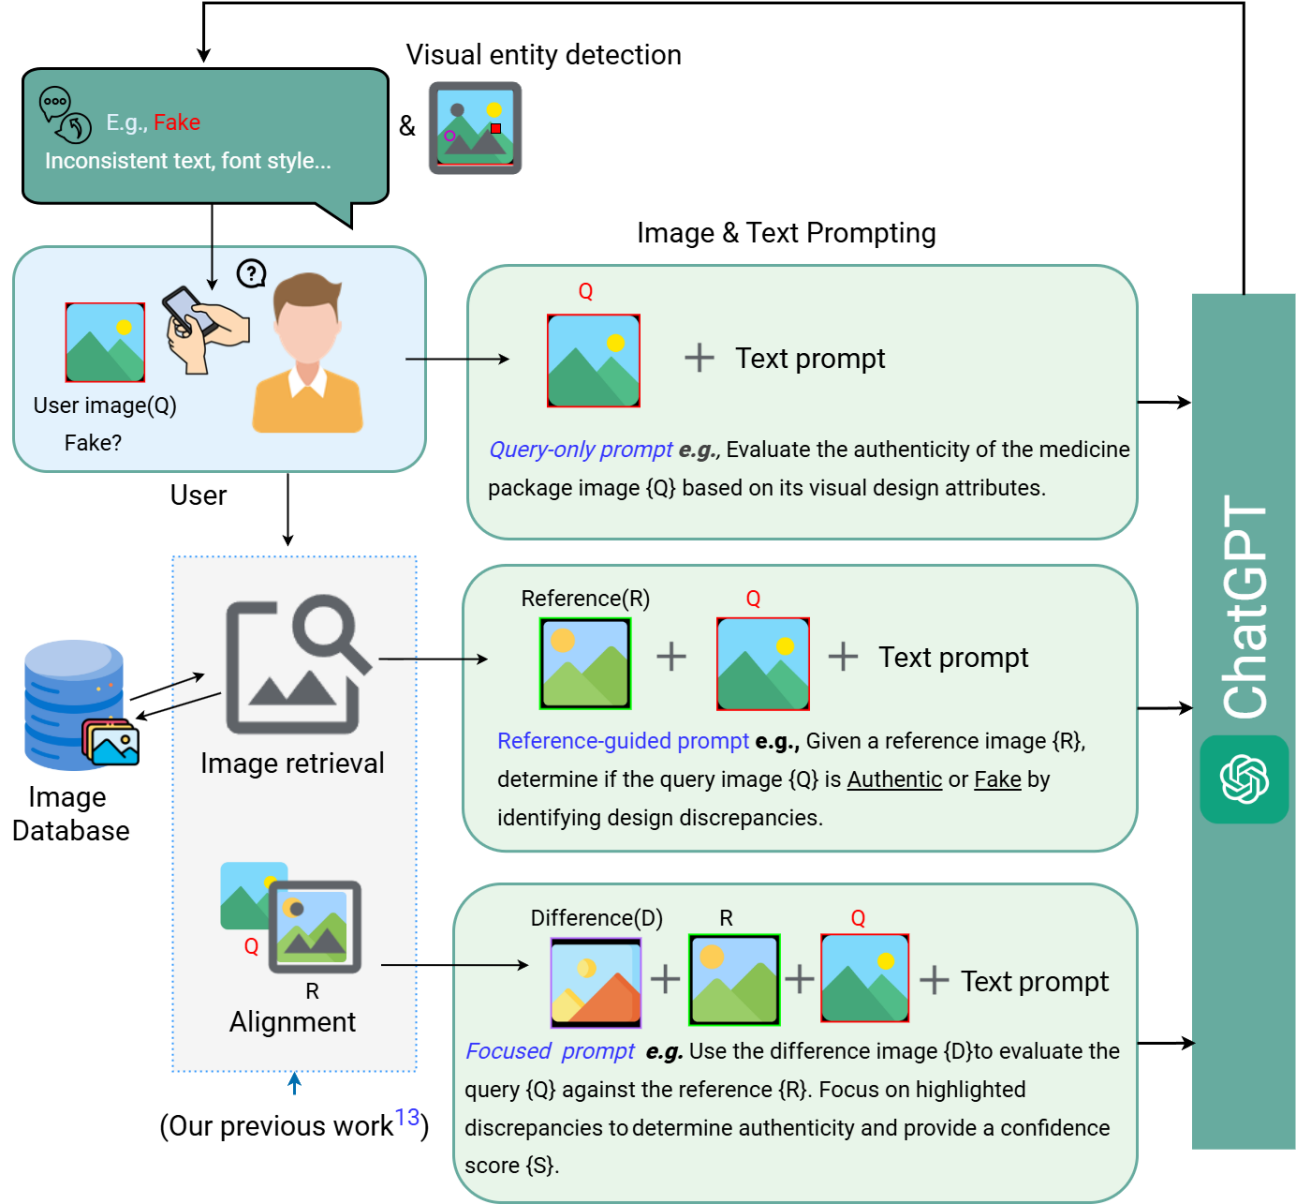 Visual entity detection
E.g., Fake
Inconsistent text, font style...
&
Image & Text Prompting
?
User image(Q)
Fake?
User
Q
+ Text prompt
Query-only prompt e.g., Evaluate the authenticity of the medicine
package image {Q} based on its visual design attributes.
Image retrieval
Image
Database
Reference(R)
Q
+ + Text prompt
Reference-guided prompt e.g., Given a reference image {R},
determine if the query image {Q} is Authentic or Fake by
identifying design discrepancies.
Q
R
Alignment
(Our previous work13)
Difference(D) R Q
+ + + Text prompt
Focused prompt e.g. Use the difference image {D}to evaluate the
query {Q} against the reference {R}. Focus on highlighted
discrepancies to determine authenticity and provide a confidence
score {S}.
ChatGPT